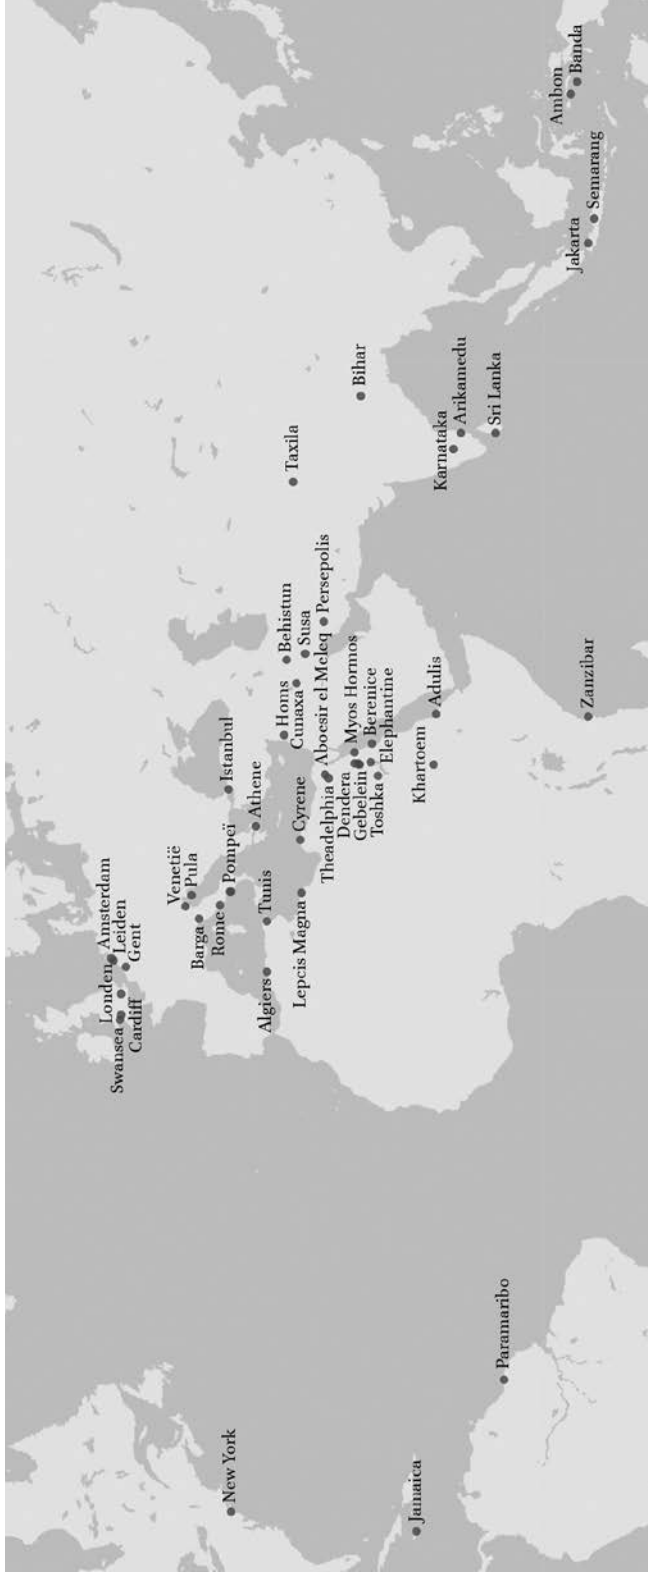 New York
Jamaica
Paramaribo
Swansea
Cardiff
Londen
Amsterdam
Leiden
Gent
Venetië
Pula
Barga
Rome
Pompeï
Algiers
Tunis
Lepcis Magna
Istanbul
Athene
Cyrene
Homs
Cunaxa
Behistun
Susa
Persepolis
Theadelphia
Aboesir el-Meleq
Dendera
Myos Hormos
Gebelein
Berenice
Toshka
Elephantine
Khartoem
Adulis
Zanzibar
Taxila
Bihar
Karnataka
Arikamedu
Sri Lanka
Jakarta
Semarang
Ambon
Banda